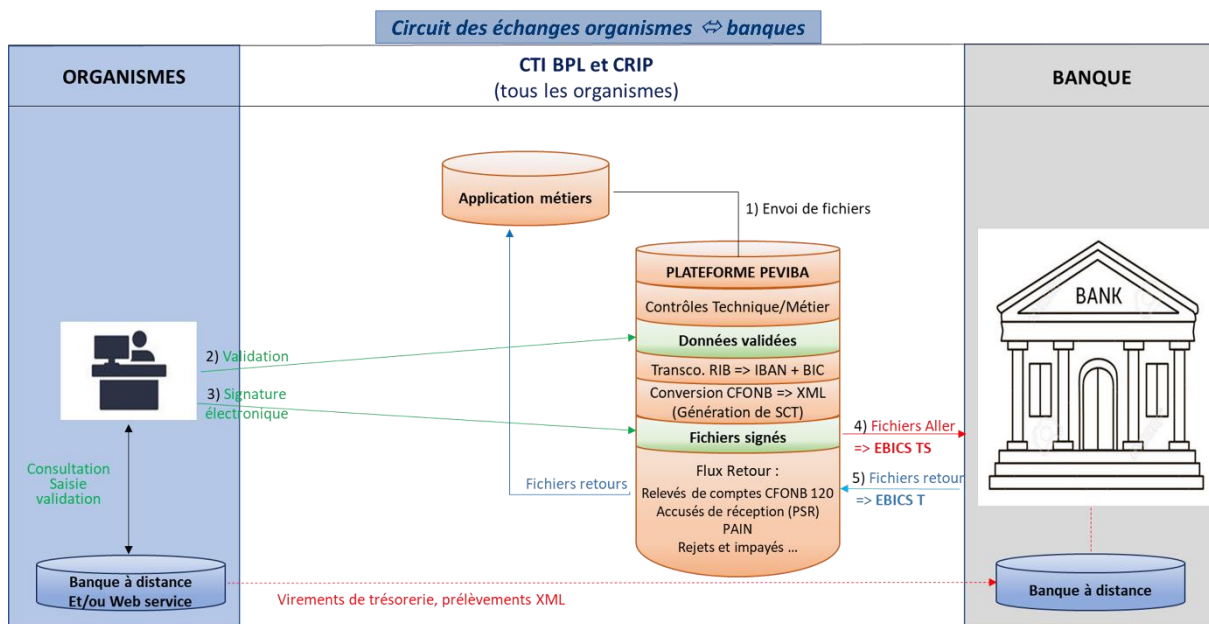 Circuit des échanges organismes ⇔ banques
ORGANISMES
CTI BPL et CRIP
(tous les organismes)
BANQUE
Application métiers
1) Envoi de fichiers
PLATEFORME PEVIBA
Contrôles Technique/Métier
Données validées
Transco. RIB => IBAN + BIC
Conversion CFONB => XML
(Génération de SCT)
Fichiers signés
Flux Retour :
Relevés de comptes CFONB 120
Accusés de réception (PSR)
PAIN
Rejets et impayés ...
2) Validation
3) Signature
électronique
Consultation
Saisie
validation
Fichiers retours
4) Fichiers Aller
=> EBICS TS
5) Fichiers retour
=> EBICS T
BANK
Banque à distance
Et/ou Web service
Virements de trésorerie, prélèvements XML
Banque à distance